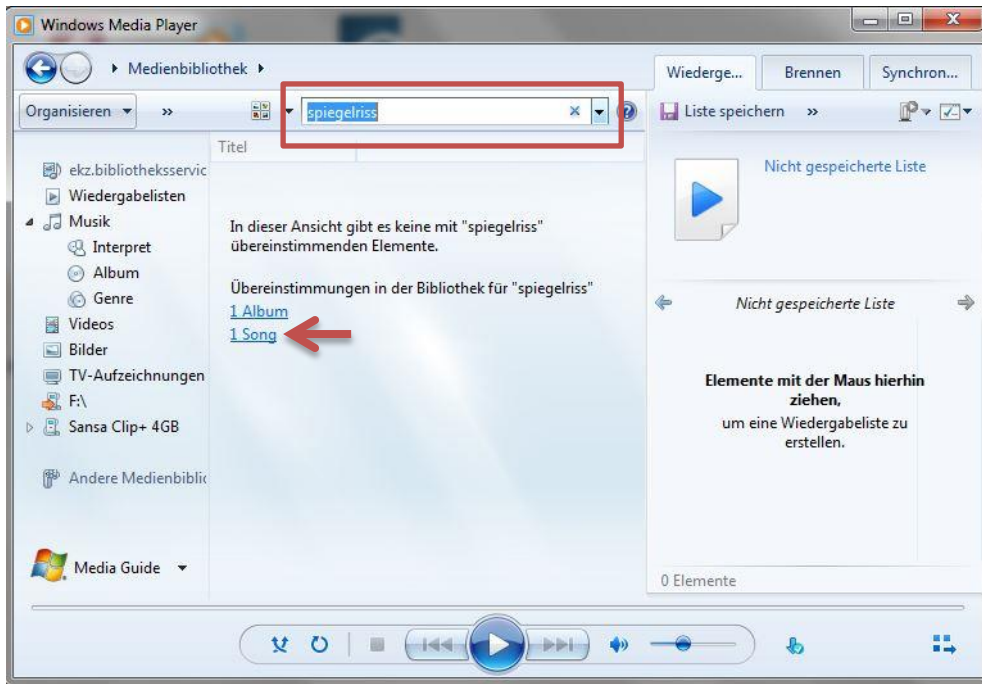 Windows Media Player
Medienbibliothek
Wiederge...
Brennen
Synchron...
Organisieren
»
spiegelriss
Liste speichern
»
Titel
ekz.bibliotheksservic
Wiedergabelisten
Musik
Interpret
Album
Genre
Videos
Bilder
TV-Aufzeichnungen
F:\
Sansa Clip+ 4GB
Andere Medienbiblic
Media Guide
In dieser Ansicht gibt es keine mit "spiegelriss"
übereinstimmenden Elemente.
Übereinstimmungen in der Bibliothek für "spiegelriss"
1 Album
1 Song
Nicht gespeicherte Liste
Nicht gespeicherte Liste
Elemente mit der Maus hierhin
ziehen,
um eine Wiedergabeliste zu
erstellen.
0 Elemente